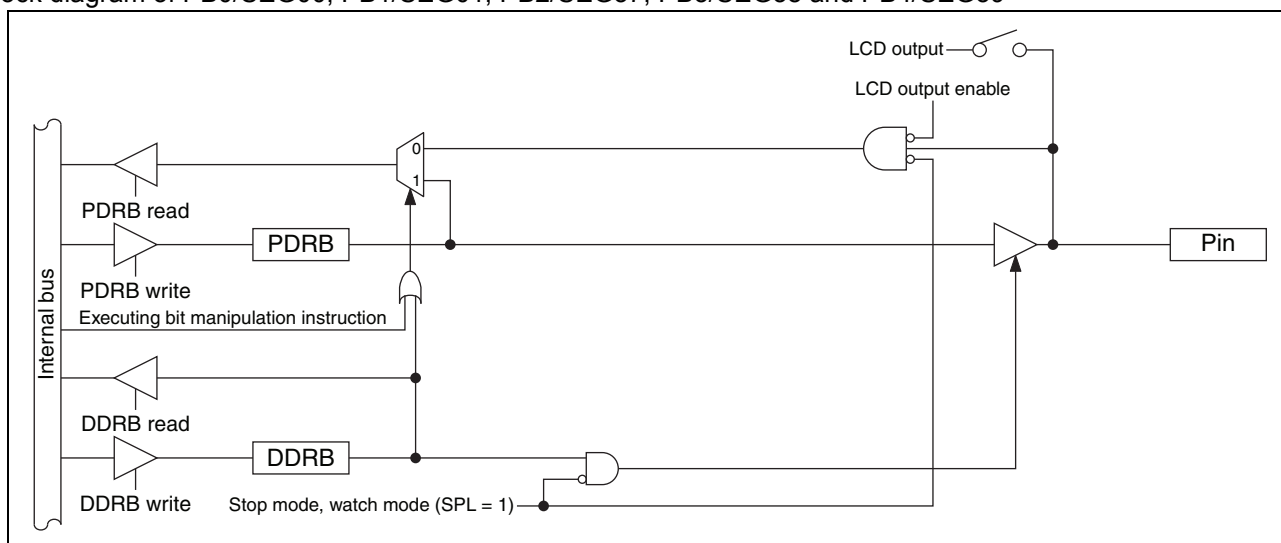 LCD output
LCD output enable
0
1
PDRB read
PDRB
Pin
PDRB write
Executing bit manipulation instruction
Internal bus
DDRB read
DDRB
DDRB write
Stop mode, watch mode (SPL = 1)